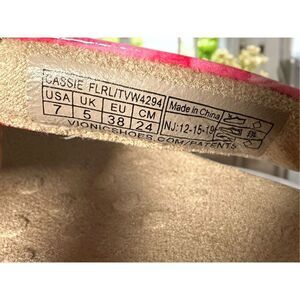 CASSIE FLRL/TVW4294
USA UK EU CM
7 5 38 24
Made in China
NJ:12-15-19
VIONICSHOES.COM/PATENTS